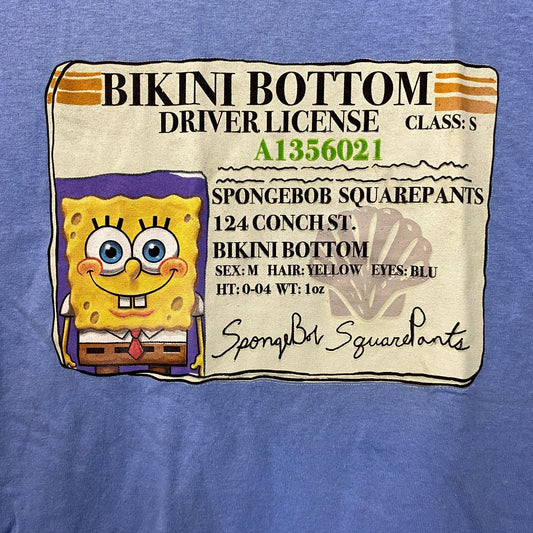 BIKINI BOTTOM
DRIVER LICENSE CLASS: S
A1356021
SPONGEBOB SQUAREPANTS
124 CONCH ST.
BIKINI BOTTOM
SEX: M HAIR: YELLOW EYES: BLU
HT: 0-04 WT: 1oz
SpongeBob SquarePants